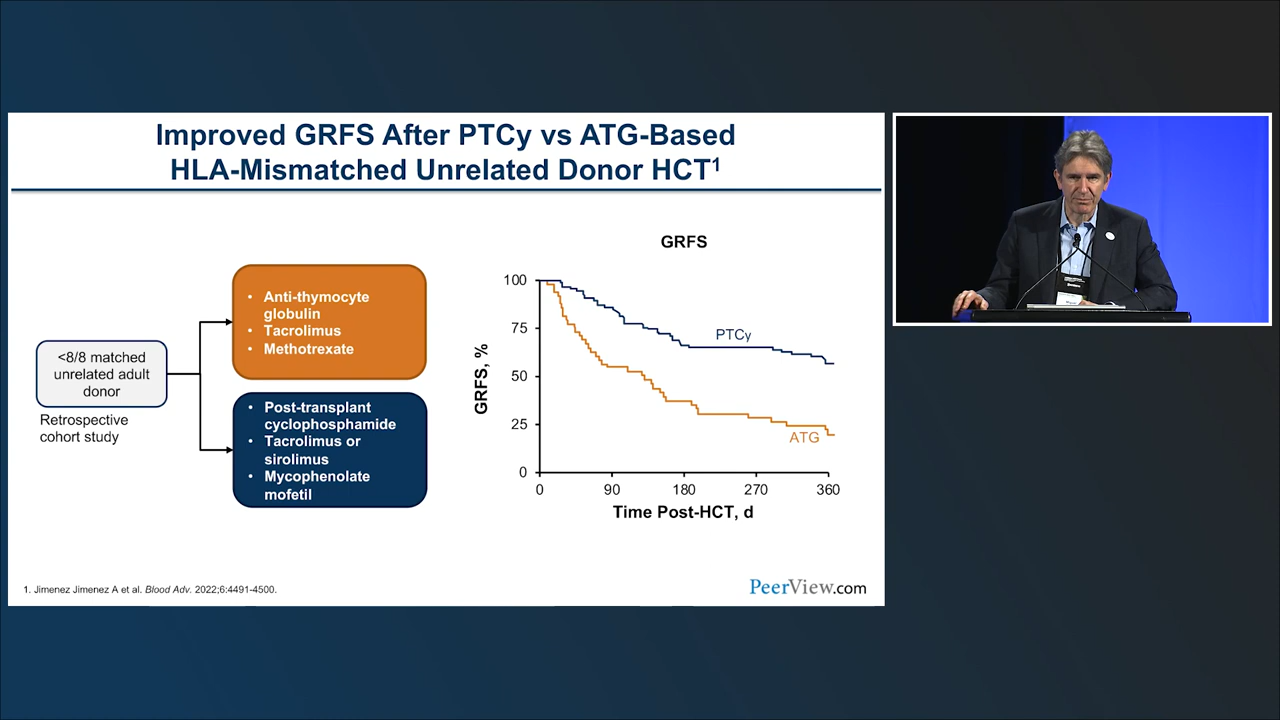 Improved GRFS After PTCy vs ATG-Based
HLA-Mismatched Unrelated Donor HCT1
<8/8 matched
unrelated adult
donor
Retrospective
cohort study
• Anti-thymocyte
globulin
• Tacrolimus
• Methotrexate
• Post-transplant
cyclophosphamide
• Tacrolimus or
sirolimus
• Mycophenolate
mofetil
GRFS
GRFS, %
100
75
50
25
0
PTCy
ATG
0 90 180 270 360
Time Post-HCT, d
1. Jimenez Jimenez A et al. Blood Adv. 2022;6:4491-4500.
PeerView.com